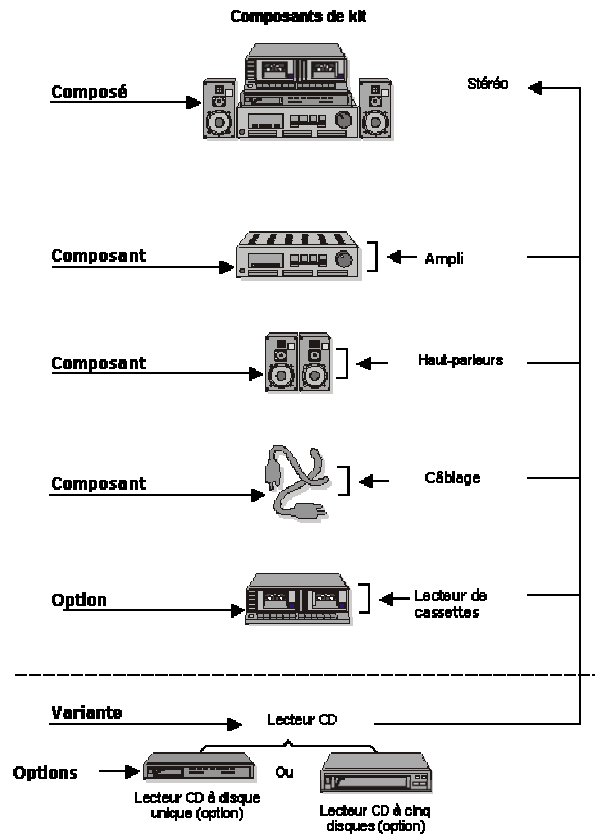 Composants de kit
Composé
Stéréo
Composant
Ampli
Composant
Haut-parleurs
Composant
Câblage
Option
Lecteur de
cassettes
Variante
Lecteur CD
Options
Ou
Lecteur CD à disque
unique (option)
Lecteur CD à cinq
disques (option)